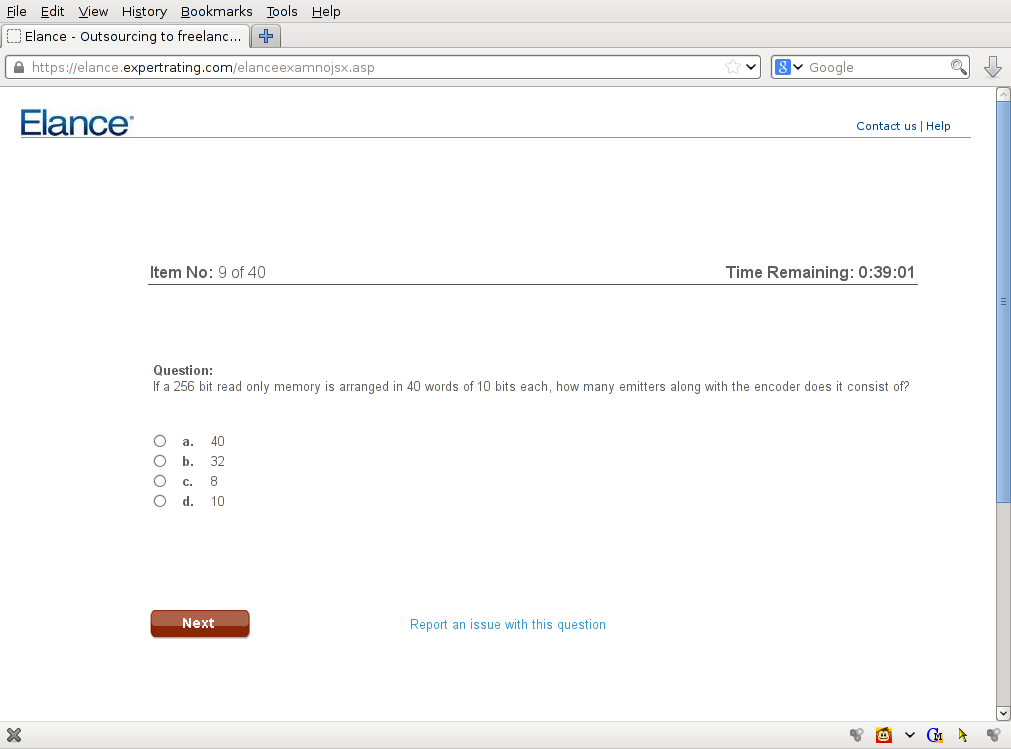 File Edit View History Bookmarks Tools Help
Elance - Outsourcing to freelanc...
https://elance.expertrating.com/elanceexamnojsx.asp
8 Google
Elance
Contact us | Help
Item No: 9 of 40 Time Remaining: 0:39:01
Question:
If a 256 bit read only memory is arranged in 40 words of 10 bits each, how many emitters along with the encoder does it consist of?
a. 40
b. 32
c. 8
d. 10
Next
Report an issue with this question